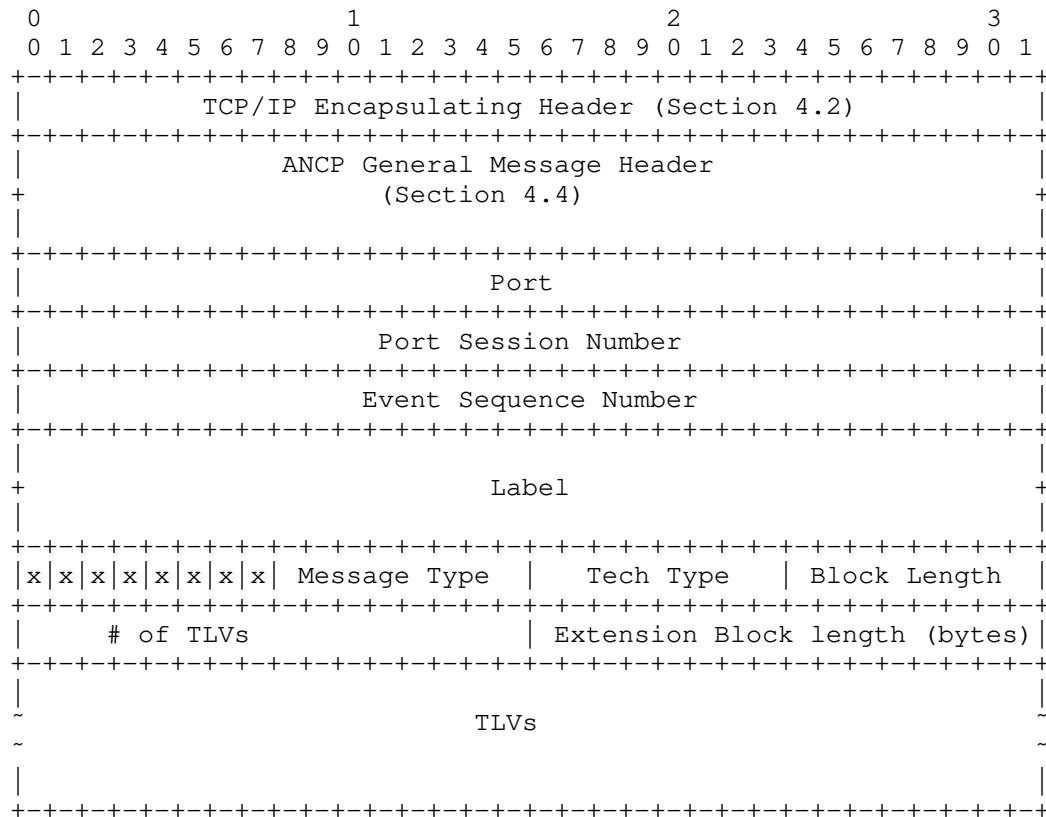 0                   1                   2                   3
 0 1 2 3 4 5 6 7 8 9 0 1 2 3 4 5 6 7 8 9 0 1 2 3 4 5 6 7 8 9 0 1
+-+-+-+-+-+-+-+-+-+-+-+-+-+-+-+-+-+-+-+-+-+-+-+-+-+-+-+-+-+-+-+-+
|           TCP/IP Encapsulating Header (Section 4.2)           |
+-+-+-+-+-+-+-+-+-+-+-+-+-+-+-+-+-+-+-+-+-+-+-+-+-+-+-+-+-+-+-+-+
|                ANCP General Message Header                    |
+                      (Section 4.4)                            +
|                                                               |
+-+-+-+-+-+-+-+-+-+-+-+-+-+-+-+-+-+-+-+-+-+-+-+-+-+-+-+-+-+-+-+-+
|                             Port                              |
+-+-+-+-+-+-+-+-+-+-+-+-+-+-+-+-+-+-+-+-+-+-+-+-+-+-+-+-+-+-+-+-+
|                      Port Session Number                      |
+-+-+-+-+-+-+-+-+-+-+-+-+-+-+-+-+-+-+-+-+-+-+-+-+-+-+-+-+-+-+-+-+
|                     Event Sequence Number                     |
+-+-+-+-+-+-+-+-+-+-+-+-+-+-+-+-+-+-+-+-+-+-+-+-+-+-+-+-+-+-+-+-+
|                                                               |
+                             Label                             +
|                                                               |
+-+-+-+-+-+-+-+-+-+-+-+-+-+-+-+-+-+-+-+-+-+-+-+-+-+-+-+-+-+-+-+-+
|x|x|x|x|x|x|x|x| Message Type  |   Tech Type   | Block Length  |
+-+-+-+-+-+-+-+-+-+-+-+-+-+-+-+-+-+-+-+-+-+-+-+-+-+-+-+-+-+-+-+-+
|     # of TLVs                 | Extension Block length (bytes)|
+-+-+-+-+-+-+-+-+-+-+-+-+-+-+-+-+-+-+-+-+-+-+-+-+-+-+-+-+-+-+-+-+
|                                                               |
~                            TLVs                               ~
~                                                               ~
|                                                               |
+-+-+-+-+-+-+-+-+-+-+-+-+-+-+-+-+-+-+-+-+-+-+-+-+-+-+-+-+-+-+-+-+